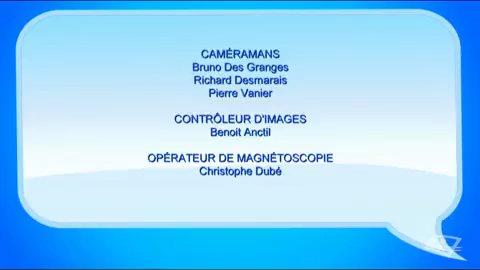 CAMÉRAMANS
Bruno Des Granges
Richard Desmarais
Pierre Vanier
CONTRÔLEUR D'IMAGES
Benoit Anctil
OPÉRATEUR DE MAGNÉTOSCOPIE
Christophe Dubé